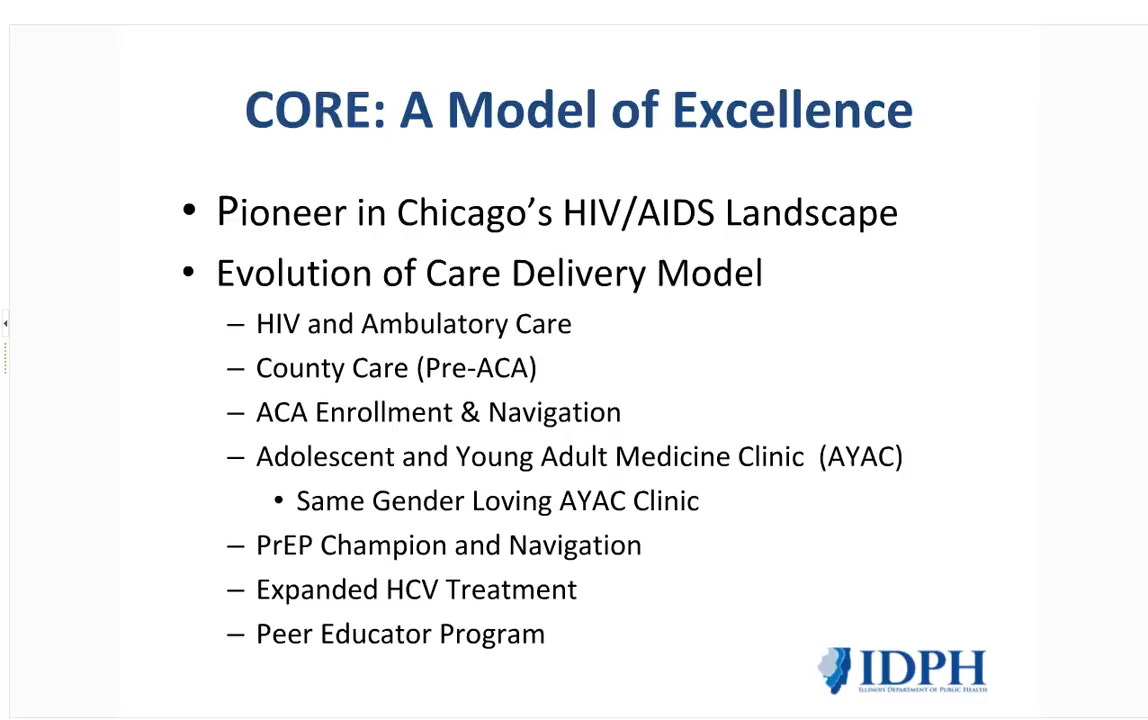 CORE: A Model of Excellence
• Pioneer in Chicago’s HIV/AIDS Landscape
• Evolution of Care Delivery Model
– HIV and Ambulatory Care
– County Care (Pre-ACA)
– ACA Enrollment & Navigation
– Adolescent and Young Adult Medicine Clinic (AYAC)
• Same Gender Loving AYAC Clinic
– PrEP Champion and Navigation
– Expanded HCV Treatment
– Peer Educator Program
IDPH
ILLINOIS DEPARTMENT OF PUBLIC HEALTH